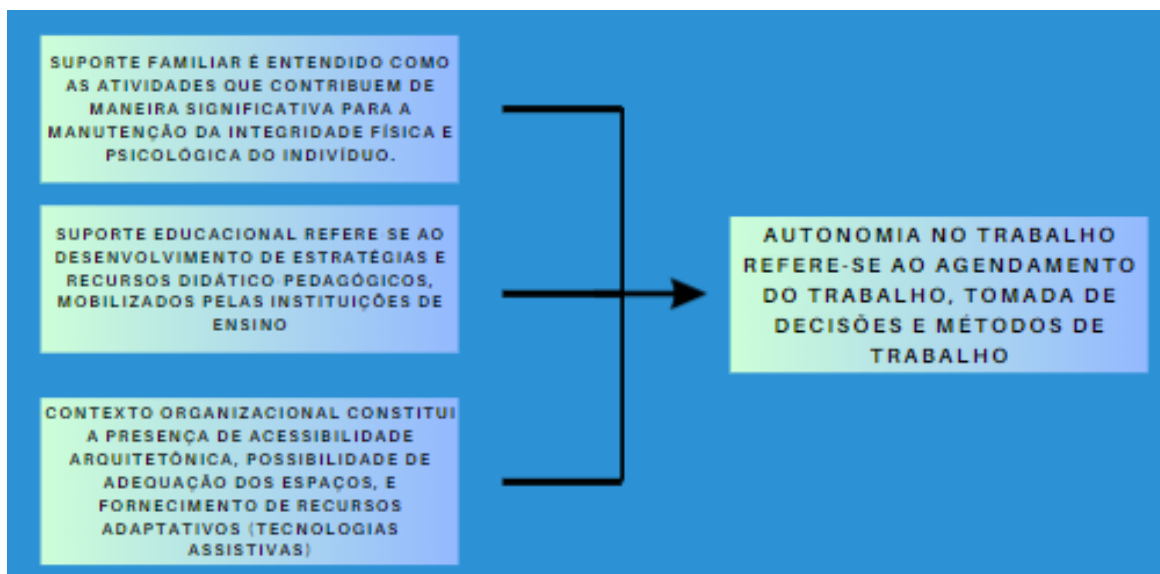 SUPORTE FAMILIAR É ENTENDIDO COMO
AS ATIVIDADES QUE CONTRIBUEM DE
MANEIRA SIGNIFICATIVA PARA A
MANUTENÇÃO DA INTEGRIDADE FÍSICA E
PSICOLÓGICA DO INDIVÍDUO.
SUPORTE EDUCACIONAL REFERE SE AO
DESENVOLVIMENTO DE ESTRATÉGIAS E
RECURSOS DIDÁTICO PEDAGÓGICOS,
MOBILIZADOS PELAS INSTITUIÇÕES DE
ENSINO
CONTEXTO ORGANIZACIONAL CONSTITUI
A PRESENÇA DE ACESSIBILIDADE
ARQUITETÔNICA, POSSIBILIDADE DE
ADEQUAÇÃO DOS ESPAÇOS, E
FORNECIMENTO DE RECURSOS
ADAPTATIVOS (TECNOLOGIAS
ASSISTIVAS)
AUTONOMIA NO TRABALHO
REFERE-SE AO AGENDAMENTO
DO TRABALHO, TOMADA DE
DECISÕES E MÉTODOS DE
TRABALHO